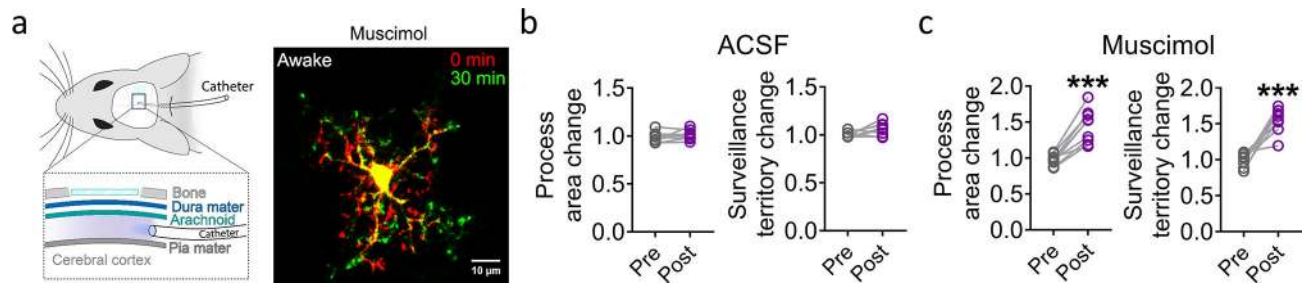 a
Catheter
Bone
Dura mater
Arachnoid
Catheter
Pia mater
Cerebral cortex
Muscimol
Awake
0 min
30 min
10 µm
b
ACSF
Process
area change
1.5
1.0
0.5
0.0
Pre
Post
Surveillance
territory change
1.5
1.0
0.5
0.0
Pre
Post
c
Muscimol
Process
area change
2.0
1.5
1.0
0.5
0.0
***
Pre
Post
Surveillance
territory change
2.0
1.5
1.0
0.5
0.0
***
Pre
Post